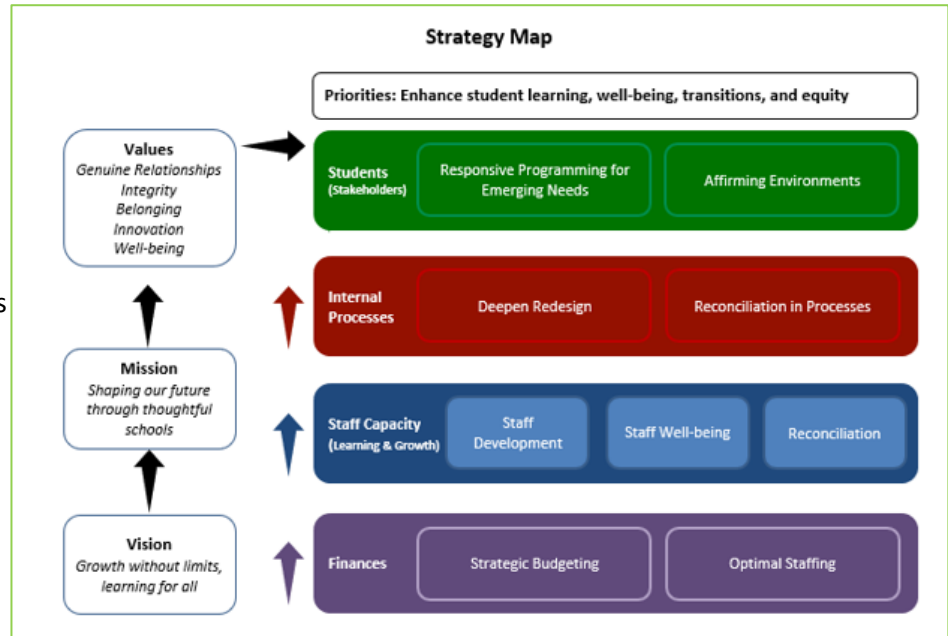 Strategy Map
Priorities: Enhance student learning, well-being, transitions, and equity
Values
Genuine Relationships
Integrity
Belonging
Innovation
Well-being
Students
(Stakeholders)
Responsive Programming for
Emerging Needs
Affirming Environments
s
Internal
Processes
Deepen Redesign
Reconciliation in Processes
Mission
Shaping our future
through thoughtful
schools
Staff Capacity
(Learning & Growth)
Staff
Development
Staff Well-being
Reconciliation
Vision
Growth without limits,
learning for all
Finances
Strategic Budgeting
Optimal Staffing